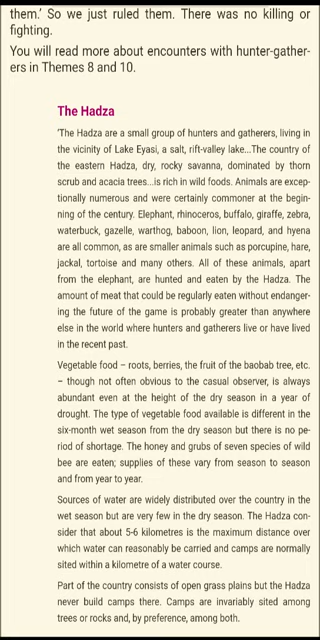 them.' So we just ruled them. There was no killing or
fighting.
You will read more about encounters with hunter-gather-
ers in Themes 8 and 10.
The Hadza
'The Hadza are a small group of hunters and gatherers, living in
the vicinity of Lake Eyasi, a salt, rift-valley lake...The country of
the eastern Hadza, dry, rocky savanna, dominated by thorn
scrub and acacia trees...is rich in wild foods. Animals are excep-
tionally numerous and were certainly commoner at the begin-
ning of the century. Elephant, rhinoceros, buffalo, giraffe, zebra,
waterbuck, gazelle, warthog, baboon, lion, leopard, and hyena
are all common, as are smaller animals such as porcupine, hare,
jackal, tortoise and many others. All of these animals, apart
from the elephant, are hunted and eaten by the Hadza. The
amount of meat that could be regularly eaten without endanger-
ing the future of the game is probably greater than anywhere
else in the world where hunters and gatherers live or have lived
in the recent past.
Vegetable food – roots, berries, the fruit of the baobab tree, etc.
– though not often obvious to the casual observer, is always
abundant even at the height of the dry season in a year of
drought. The type of vegetable food available is different in the
six-month wet season from the dry season but there is no pe-
riod of shortage. The honey and grubs of seven species of wild
bee are eaten; supplies of these vary from season to season
and from year to year.
Sources of water are widely distributed over the country in the
wet season but are very few in the dry season. The Hadza con-
sider that about 5-6 kilometres is the maximum distance over
which water can reasonably be carried and camps are normally
sited within a kilometre of a water course.
Part of the country consists of open grass plains but the Hadza
never build camps there. Camps are invariably sited among
trees or rocks and, by preference, among both.